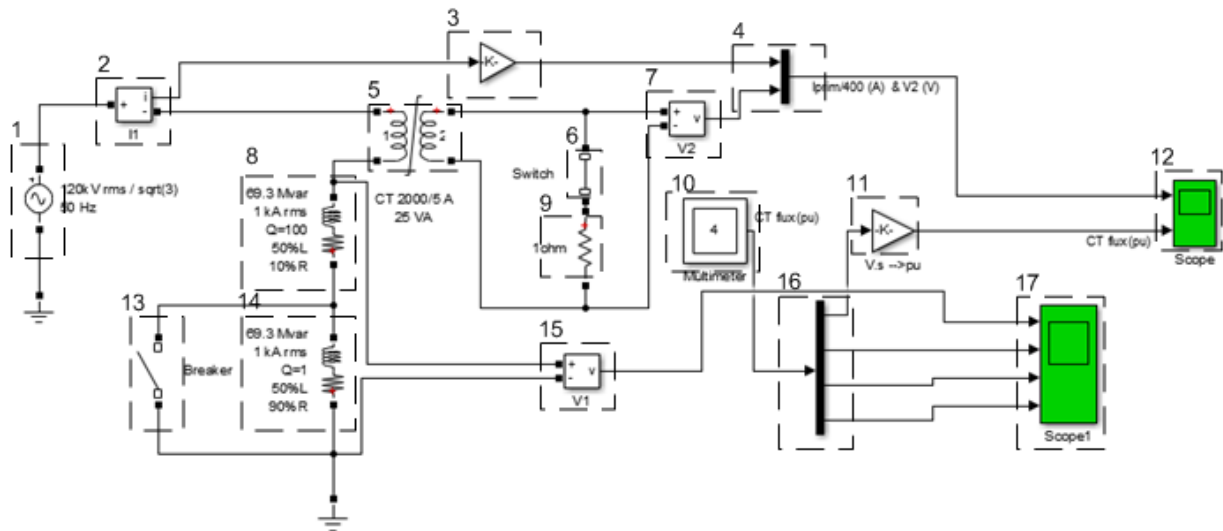 1
120kV rms / sqrt(3)
50 Hz
2
+
i
-
I1
3
-K-
4
Iprim/400 (A) & V2 (V)
5
1
2
CT 2000/5 A
25 VA
6
Switch
7
+
-
v
V2
8
69.3 Mvar
1 kA rms
Q=100
50% L
10% R
9
1ohm
10
4
CT flux(pu)
Multimeter
11
-K-
V.s -->pu
12
CT flux(pu)
Scope
13
Breaker
14
69.3 Mvar
1 kA rms
Q=1
50% L
90% R
15
+
-
v
V1
16
17
Scope1